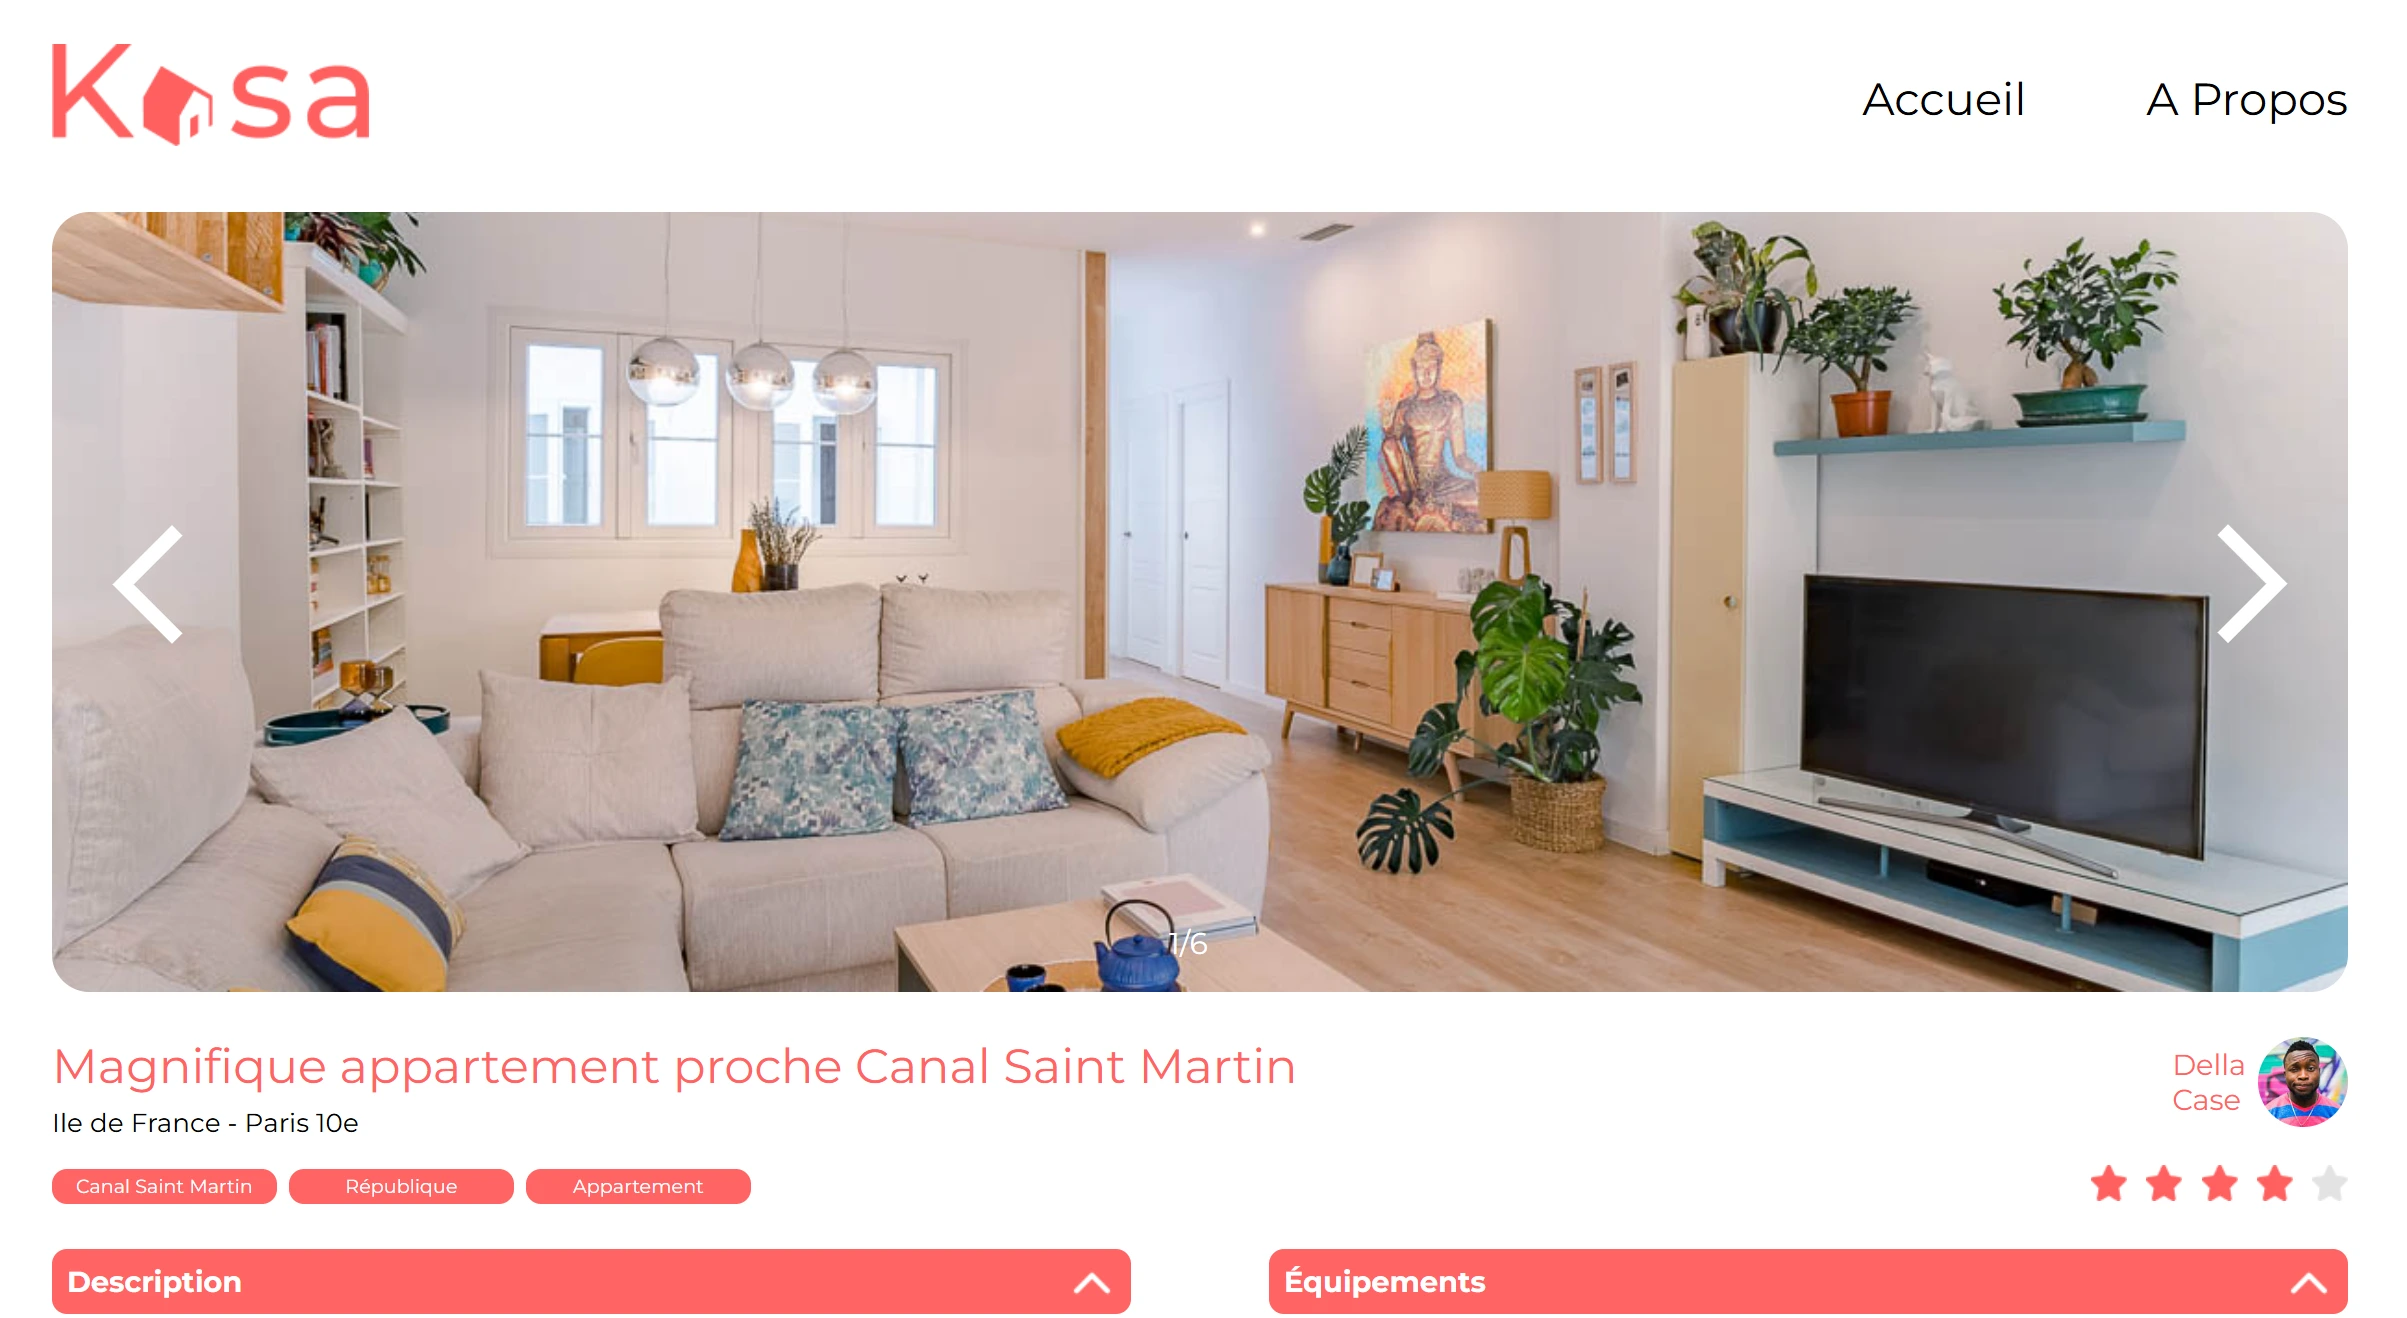 Kasa
Accueil
A Propos
1/6
Magnifique appartement proche Canal Saint Martin
Ile de France - Paris 10e
Della
Case
Canal Saint Martin
République
Appartement
Description
Équipements